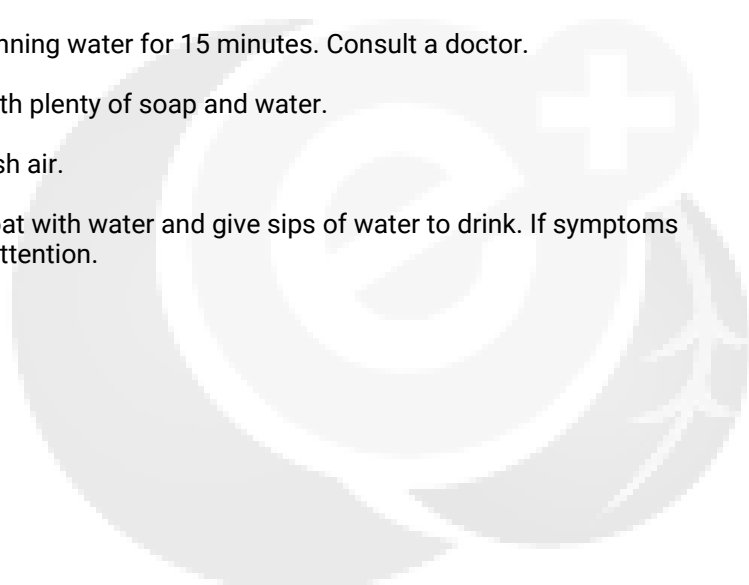 nning water for 15 minutes. Consult a doctor.
th plenty of soap and water.
sh air.
oat with water and give sips of water to drink. If symptoms
ttention.
e+